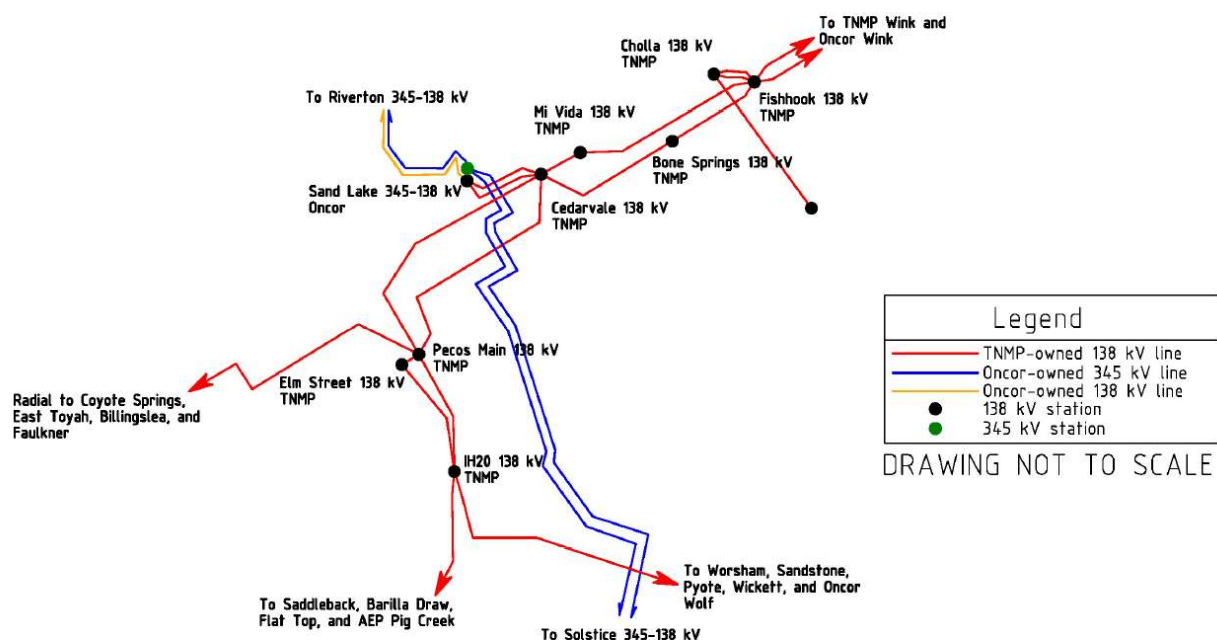 To TNMP Wink and
Oncor Wink
Cholla 138 kV
TNMP
Fishhook 138 kV
TNMP
To Riverton 345-138 kV
Mi Vida 138 kV
TNMP
Bone Springs 138 kV
TNMP
Sand Lake 345-138 kV
Oncor
Cedarvale 138 kV
TNMP
Pecos Main 138 kV
TNMP
Elm Street 138 kV
TNMP
Radial to Coyote Springs,
East Toyah, Billingslea, and
Faulkner
IH20 138 kV
TNMP
To Saddleback, Barilla Draw,
Flat Top, and AEP Pig Creek
To Worsham, Sandstone,
Pyote, Wickett, and Oncor
Wolf
To Solstice 345-138 kV
Legend
TNMP-owned 138 kV line
Oncor-owned 345 kV line
Oncor-owned 138 kV line
138 kV station
345 kV station
DRAWING NOT TO SCALE